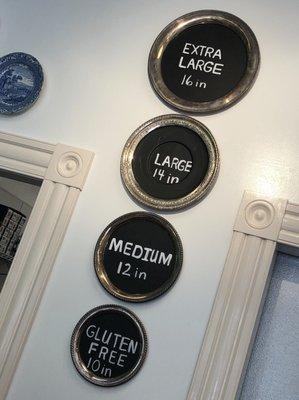 EXTRA
LARGE
16 in
LARGE
14 in
MEDIUM
12 in
GLUTEN
FREE
10 in